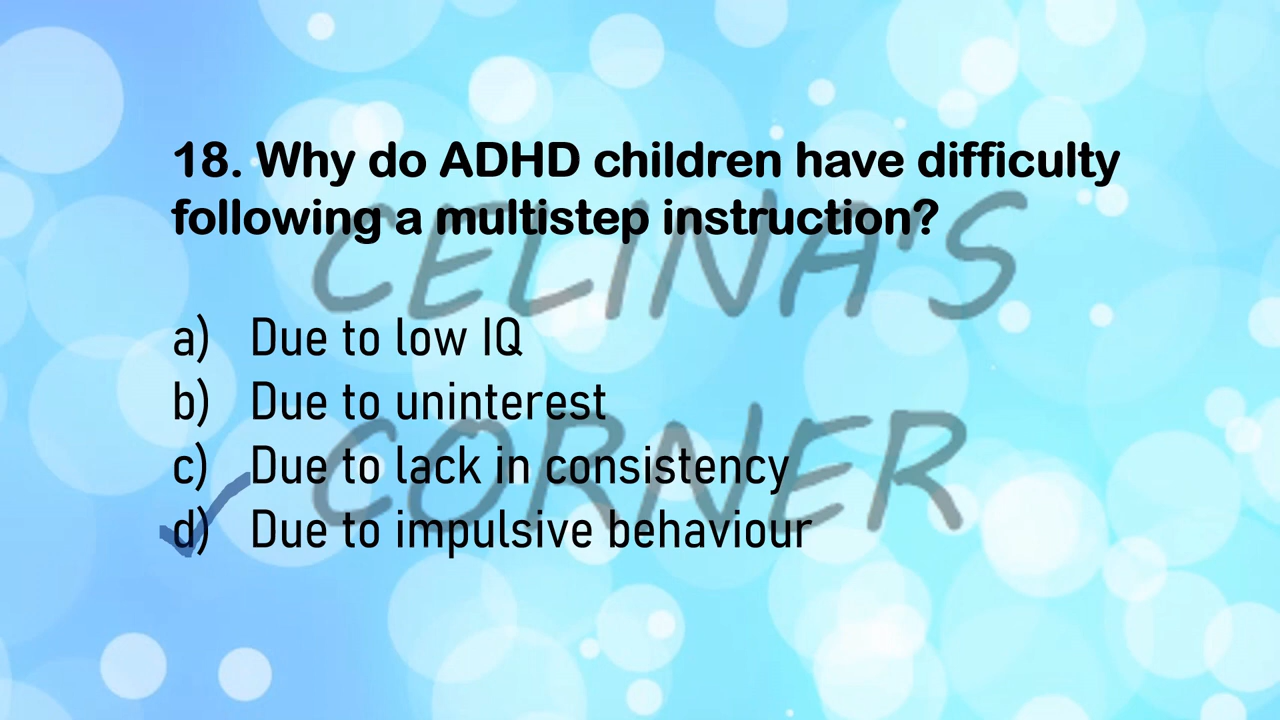 18. Why do ADHD children have difficulty
following a multistep instruction?
CELINA'S
a) Due to low IQ
b) Due to uninterest
CORNER
c) Due to lack in consistency
d) Due to impulsive behaviour